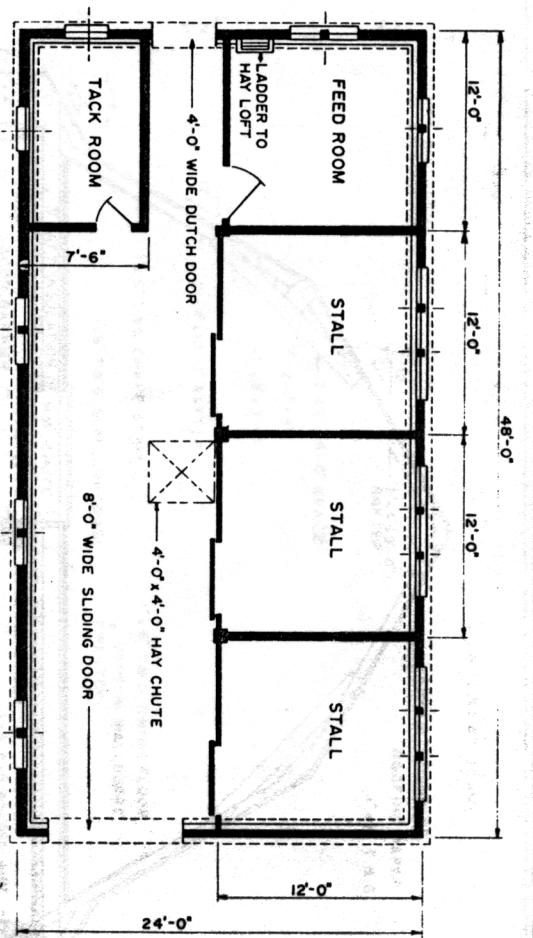 TACK ROOM
4'-0" WIDE DUTCH DOOR
LADDER TO
HAY LOFT
FEED ROOM
12'-0"
7'-6"
STALL
12'-0"
48'-0"
STALL
12'-0"
4'-0" x 4'-0" HAY CHUTE
8'-0" WIDE SLIDING DOOR
STALL
12'-0"
24'-0"